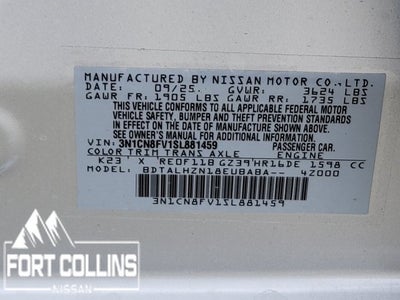 MANUFACTURED BY NISSAN MOTOR CO., LTD.
DATE: 09/25. GVWR: 3624 LBS
GAWR FR: 1905 LBS GAWR RR: 1735 LBS
THIS VEHICLE CONFORMS TO ALL APPLICABLE FEDERAL MOTOR
VEHICLE SAFETY, BUMPER, AND THEFT PREVENTION STANDARDS
IN EFFECT ON THE DATE OF MANUFACTURE SHOWN ABOVE.
SEE OWNER'S MANUAL FOR ADDITIONAL INFORMATION.
VIN: 3N1CN8FV1SL881459 PASSENGER CAR.
COLOR TRIM TRANS AXLE ENGINE
K23 X RE0F11B GZ39 HR16DE 1598 CC
MODEL: BDTALHZN18EUBABA-- 4Z000
3N1CN8FV1SL881459
FORT COLLINS
NISSAN